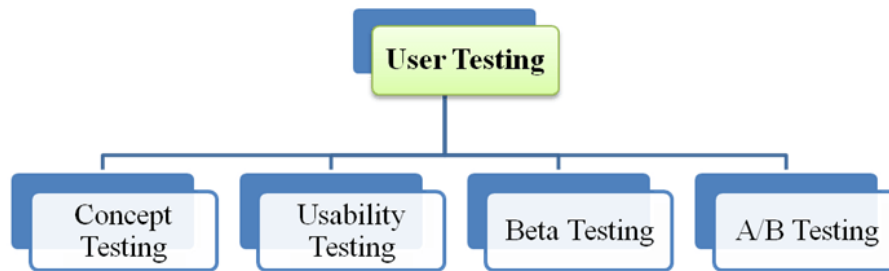 User Testing
Concept
Testing
Usability
Testing
Beta Testing
A/B Testing